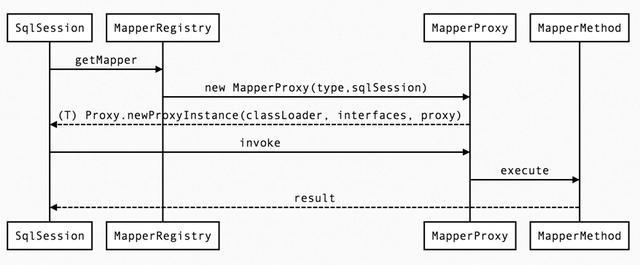 SqlSession MapperRegistry MapperProxy MapperMethod
getMapper
new MapperProxy(type,sqlSession)
(T) Proxy.newProxyInstance(classLoader, interfaces, proxy)
invoke
execute
result
SqlSession MapperRegistry MapperProxy MapperMethod